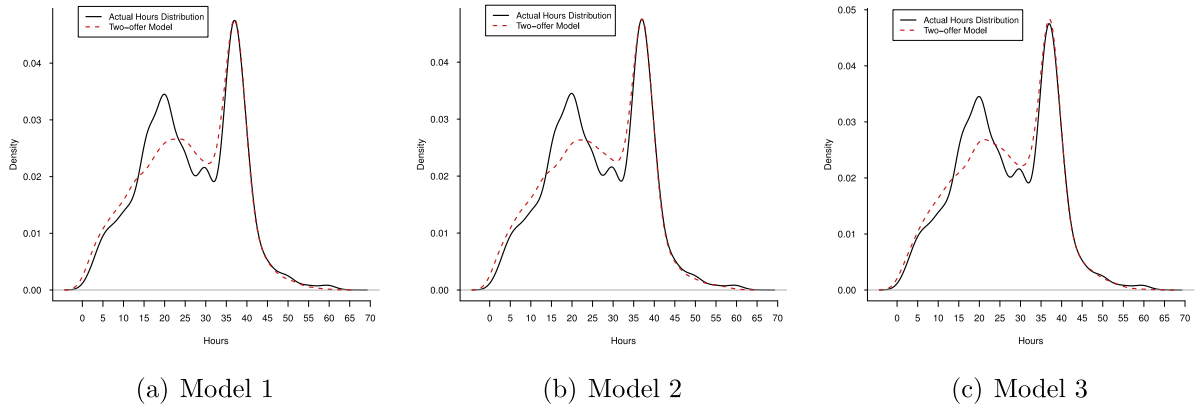 Actual Hours Distribution
Two-offer Model
Density
0.04
0.03
0.02
0.01
0.00
0 5 10 15 20 25 30 35 40 45 50 55 60 65 70
Hours
(a) Model 1
Actual Hours Distribution
Two-offer Model
Density
0.04
0.03
0.02
0.01
0.00
0 5 10 15 20 25 30 35 40 45 50 55 60 65 70
Hours
(b) Model 2
Actual Hours Distribution
Two-offer Model
Density
0.05
0.04
0.03
0.02
0.01
0.00
0 5 10 15 20 25 30 35 40 45 50 55 60 65 70
Hours
(c) Model 3